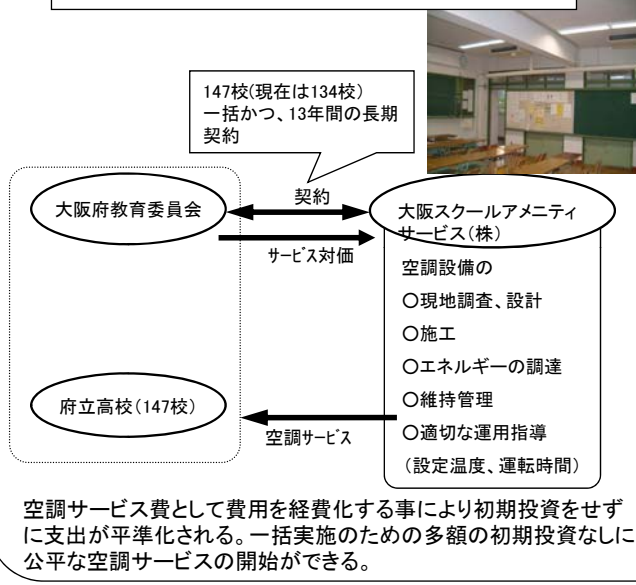 147校(現在は134校)
一括かつ、13年間の長期
契約
大阪府教育委員会
契約
大阪スクールアメニティ
サービス(株)
サービス対価
空調設備の
〇現地調査、設計
〇施工
〇エネルギーの調達
〇維持管理
〇適切な運用指導
(設定温度、運転時間)
府立高校(147校)
空調サービス
空調サービス費として費用を経費化する事により初期投資をせず
に支出が平準化される。一括実施のための多額の初期投資なしに
公平な空調サービスの開始ができる。